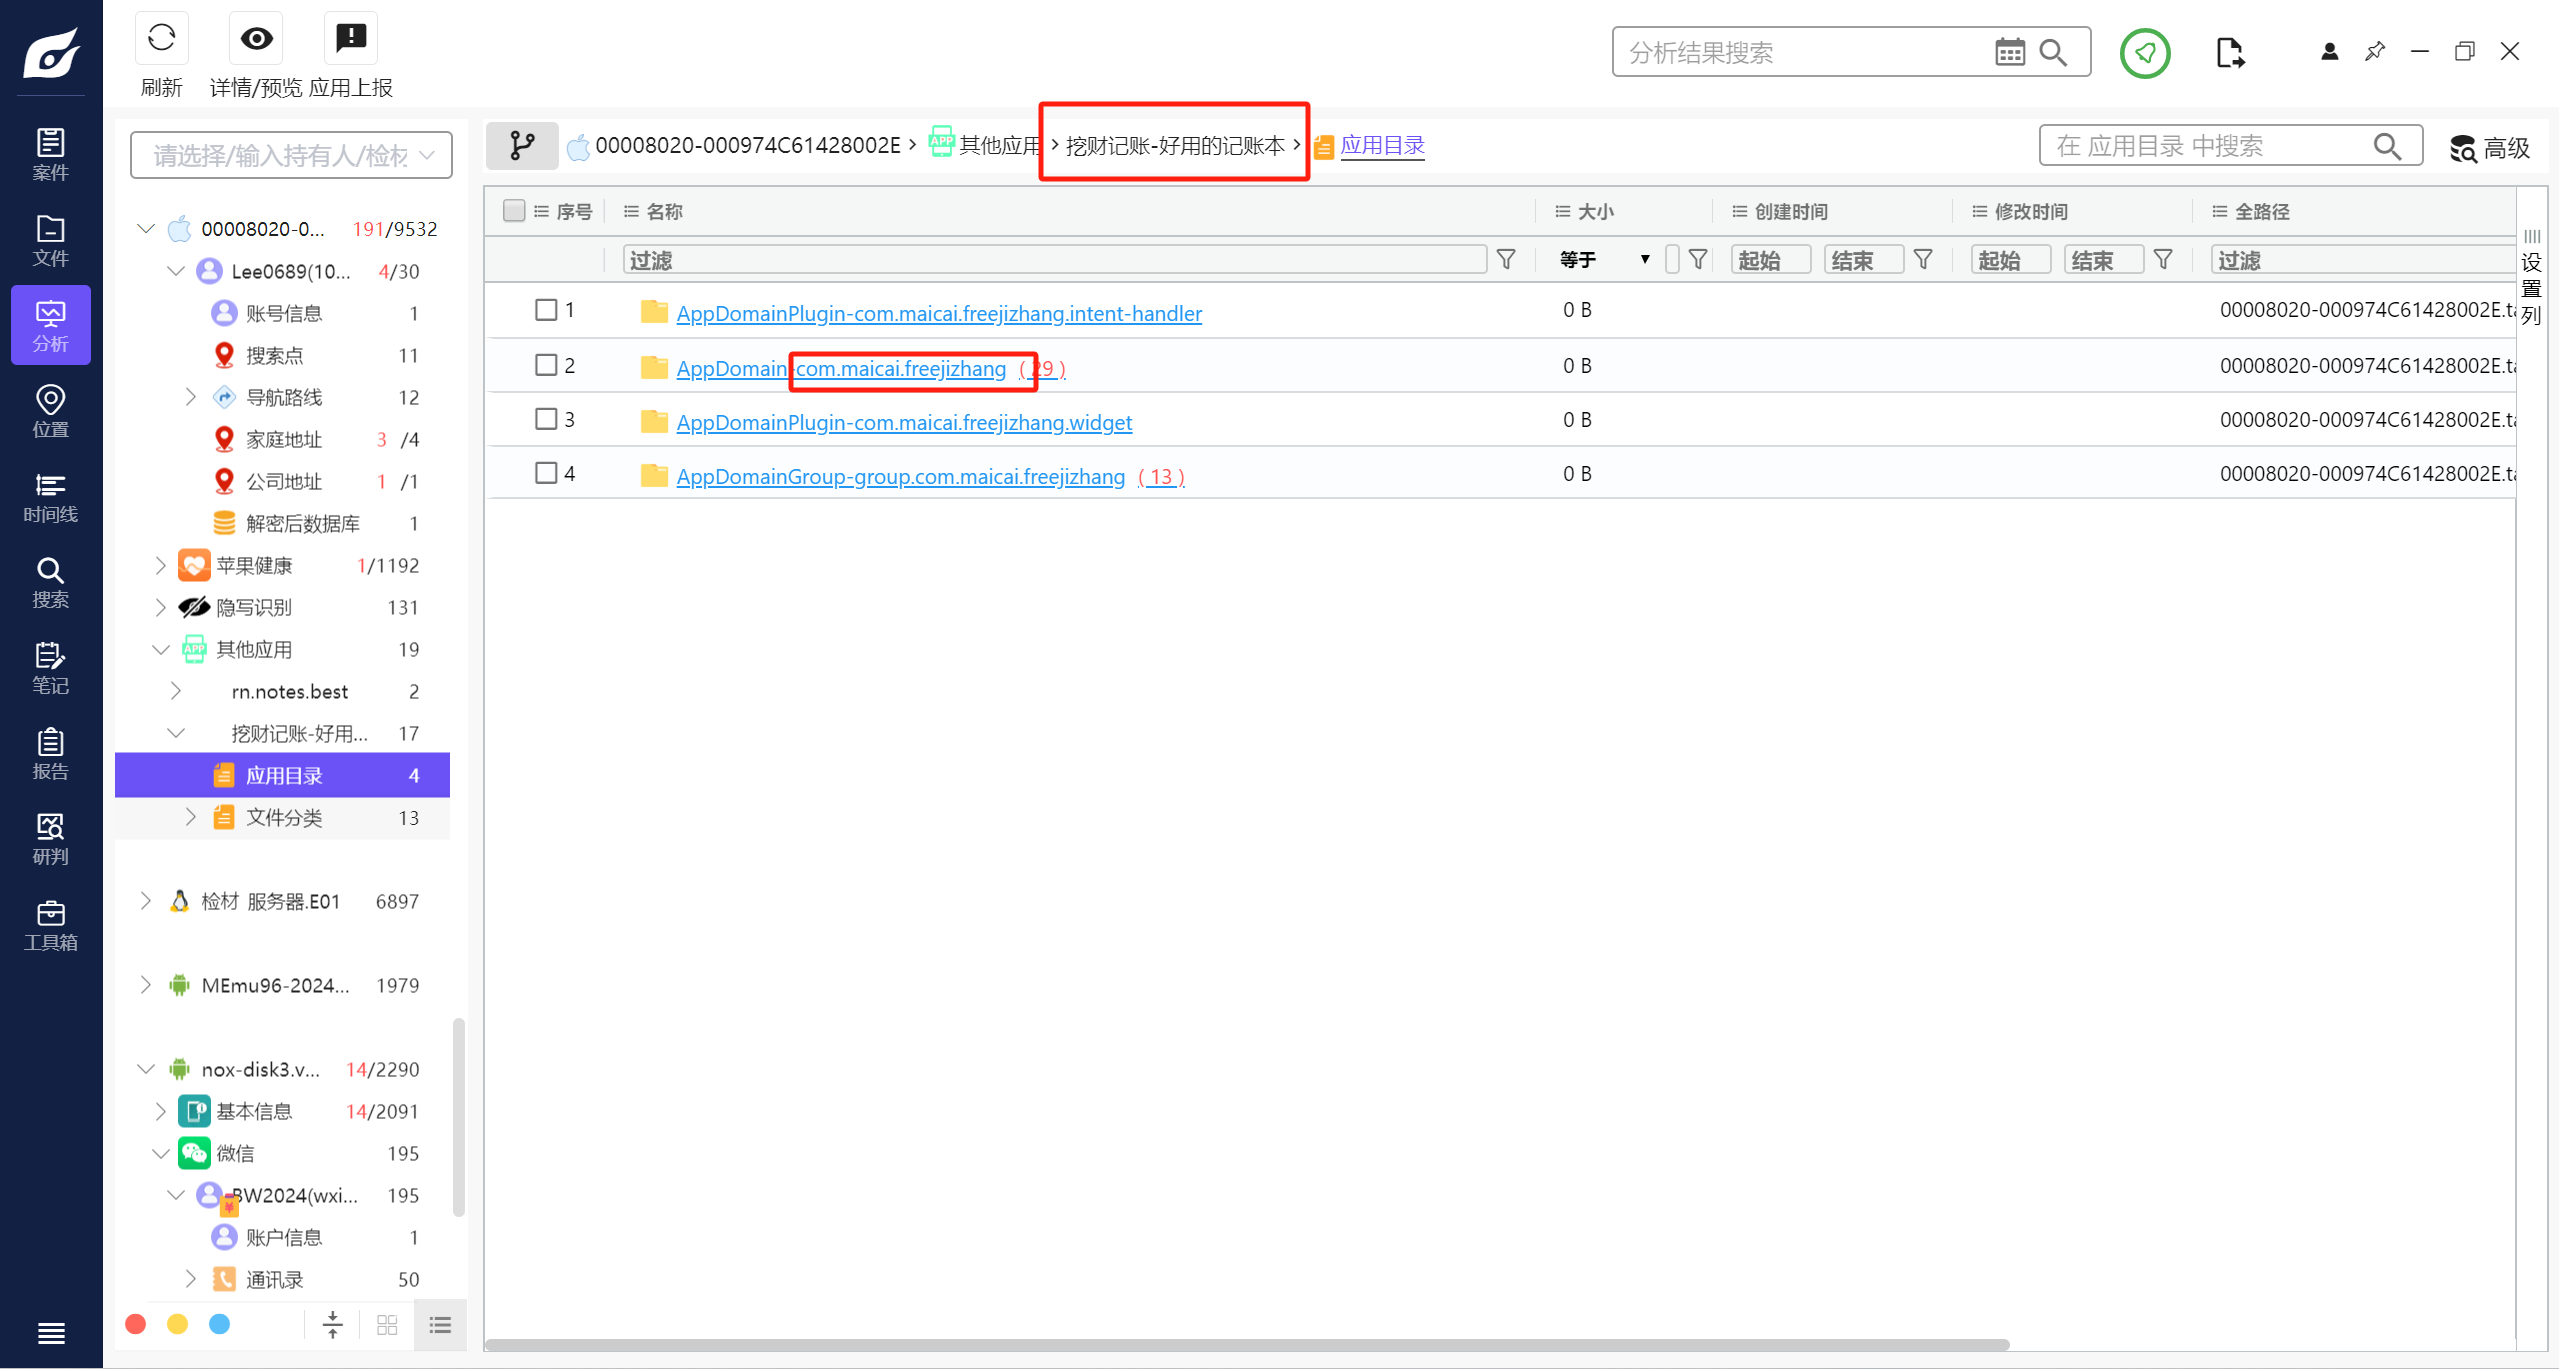 刷新
详情/预览
应用上报
分析结果搜索
案件
文件
分析
位置
时间线
搜索
笔记
报告
研判
工具箱
请选择/输入持有人/检材
00008020-0... 191/9532
Lee0689(10... 4/30
账号信息 1
搜索点 11
导航路线 12
家庭地址 3 /4
公司地址 1 /1
解密后数据库 1
苹果健康 1/1192
隐写识别 131
其他应用 19
rn.notes.best 2
挖财记账-好用... 17
应用目录 4
文件分类 13
检材 服务器.E01 6897
MEmu96-2024... 1979
nox-disk3.v... 14/2290
基本信息 14/2091
微信 195
BW2024(wxi... 195
账户信息 1
通讯录 50
00008020-000974C61428002E › 其他应用 › 挖财记账-好用的记账本 › 应用目录
在 应用目录 中搜索
高级
序号 名称 大小 创建时间 修改时间 全路径
过滤 等于 起始 结束 起始 结束 过滤
1 AppDomainPlugin-com.maicai.freejizhang.intent-handler 0 B 00008020-000974C61428002E.ta
2 AppDomain-com.maicai.freejizhang ( 29 ) 0 B 00008020-000974C61428002E.ta
3 AppDomainPlugin-com.maicai.freejizhang.widget 0 B 00008020-000974C61428002E.ta
4 AppDomainGroup-group.com.maicai.freejizhang ( 13 ) 0 B 00008020-000974C61428002E.ta
设
置
列